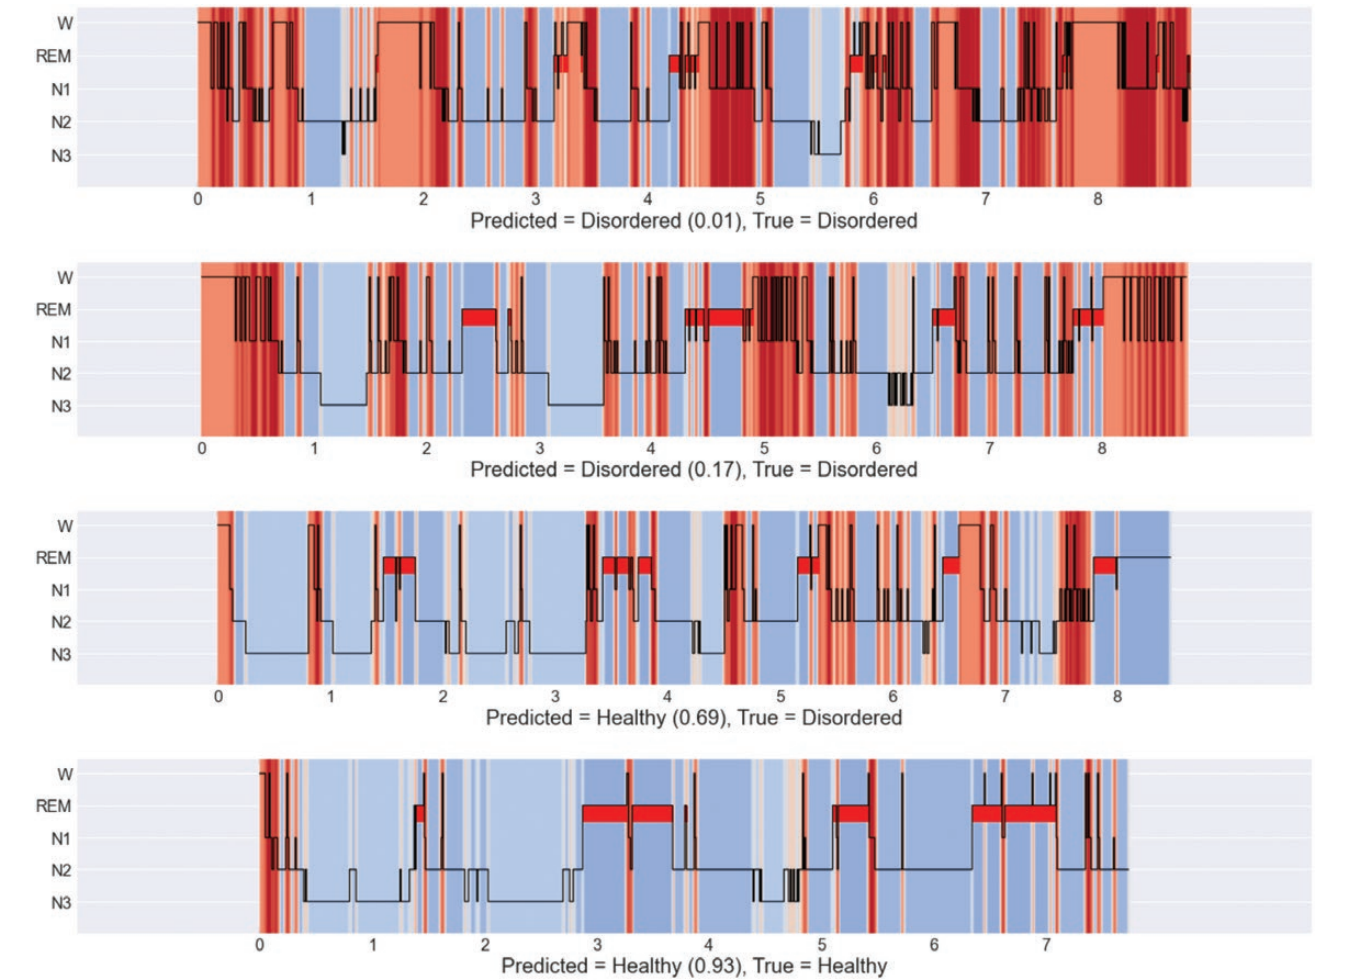 W
REM
N1
N2
N3
0 1 2 3 4 5 6 7 8
Predicted = Disordered (0.01), True = Disordered
W
REM
N1
N2
N3
0 1 2 3 4 5 6 7 8
Predicted = Disordered (0.17), True = Disordered
W
REM
N1
N2
N3
0 1 2 3 4 5 6 7 8
Predicted = Healthy (0.69), True = Disordered
W
REM
N1
N2
N3
0 1 2 3 4 5 6 7
Predicted = Healthy (0.93), True = Healthy